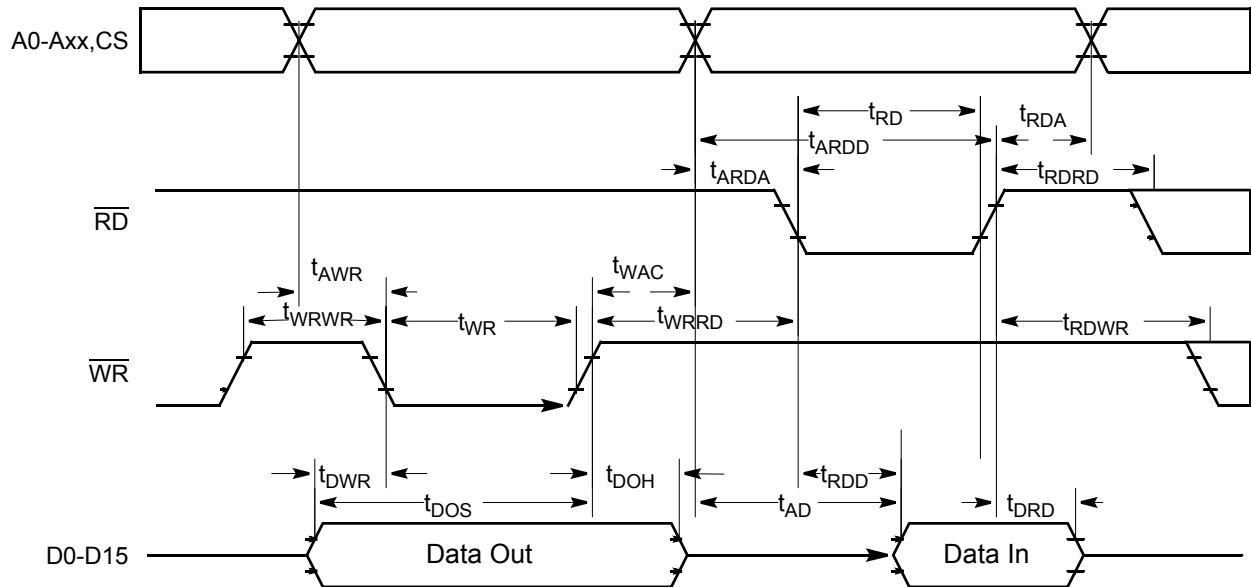 A0-Axx,CS
tRD
tRDA
tARDD
tARDA
tRDRD
RD
tAWR
tWAC
tWRWR
tWR
tWRRD
tRDWR
WR
tDWR
tDOH
tRDD
tDOS
tAD
tDRD
D0-D15
Data Out
Data In